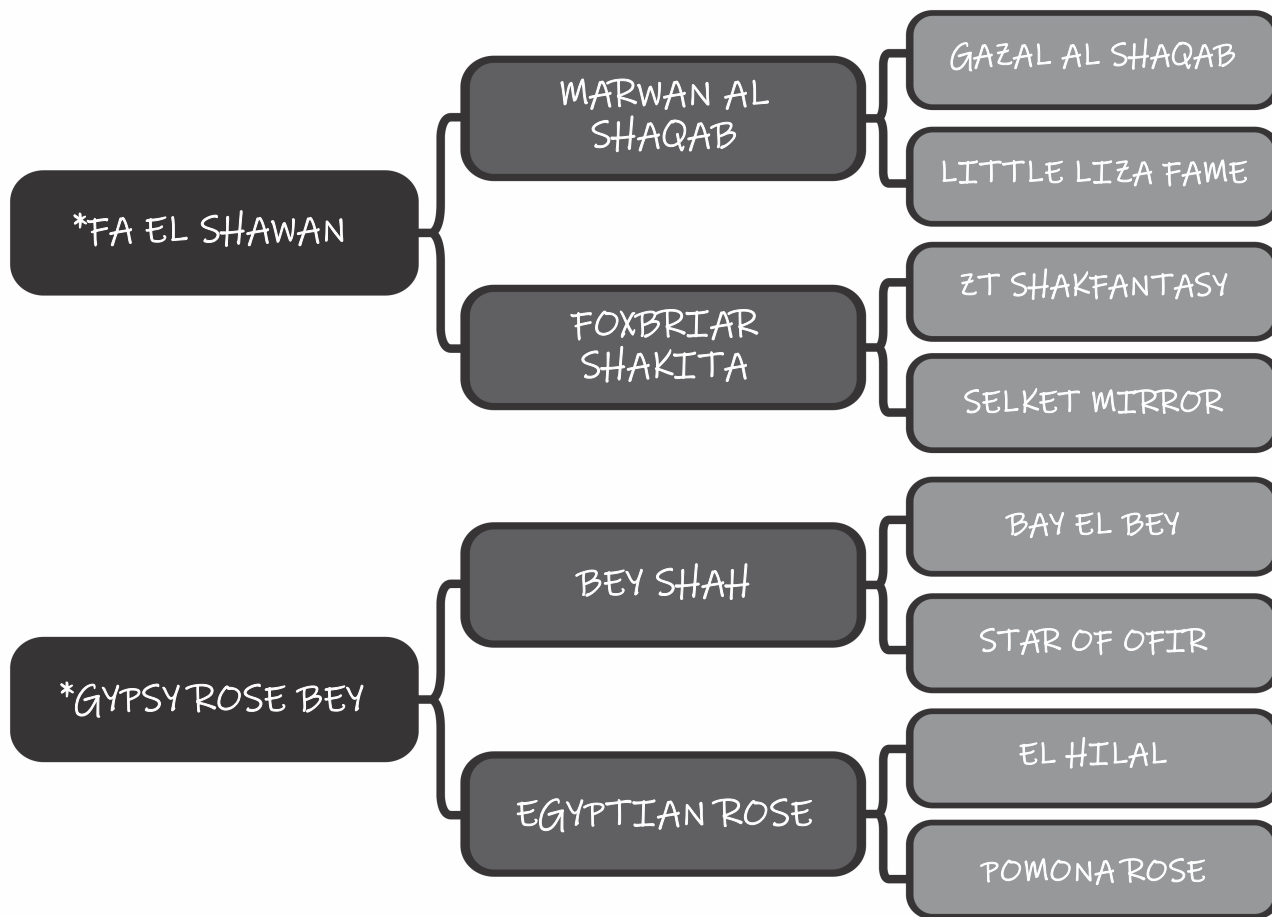 GAZAL AL SHAQAB
MARWAN AL
SHAQAB
LITTLE LIZA FAME
*FA EL SHAWAN
ZT SHAKFANTASY
FOXBRIAR
SHAKITA
SELKET MIRROR
BAY EL BEY
BEY SHAH
STAR OF OFIR
*GYPSY ROSE BEY
EL HILAL
EGYPTIAN ROSE
POMONA ROSE